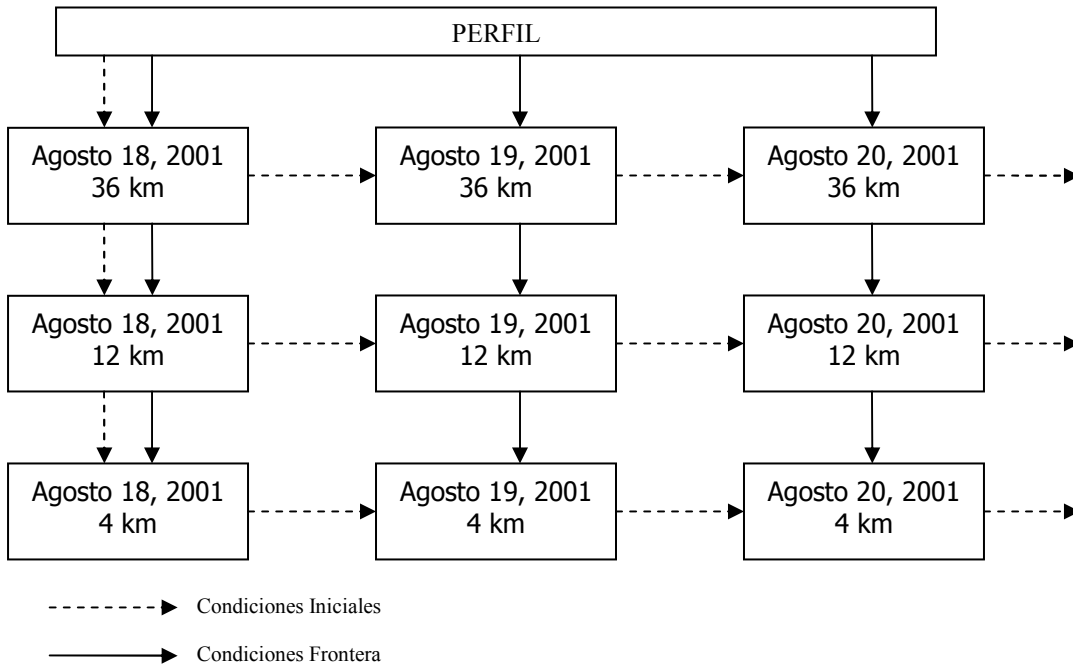 PERFIL
Agosto 18, 2001
36 km
Agosto 19, 2001
36 km
Agosto 20, 2001
36 km
Agosto 18, 2001
12 km
Agosto 19, 2001
12 km
Agosto 20, 2001
12 km
Agosto 18, 2001
4 km
Agosto 19, 2001
4 km
Agosto 20, 2001
4 km
Condiciones Iniciales
Condiciones Frontera